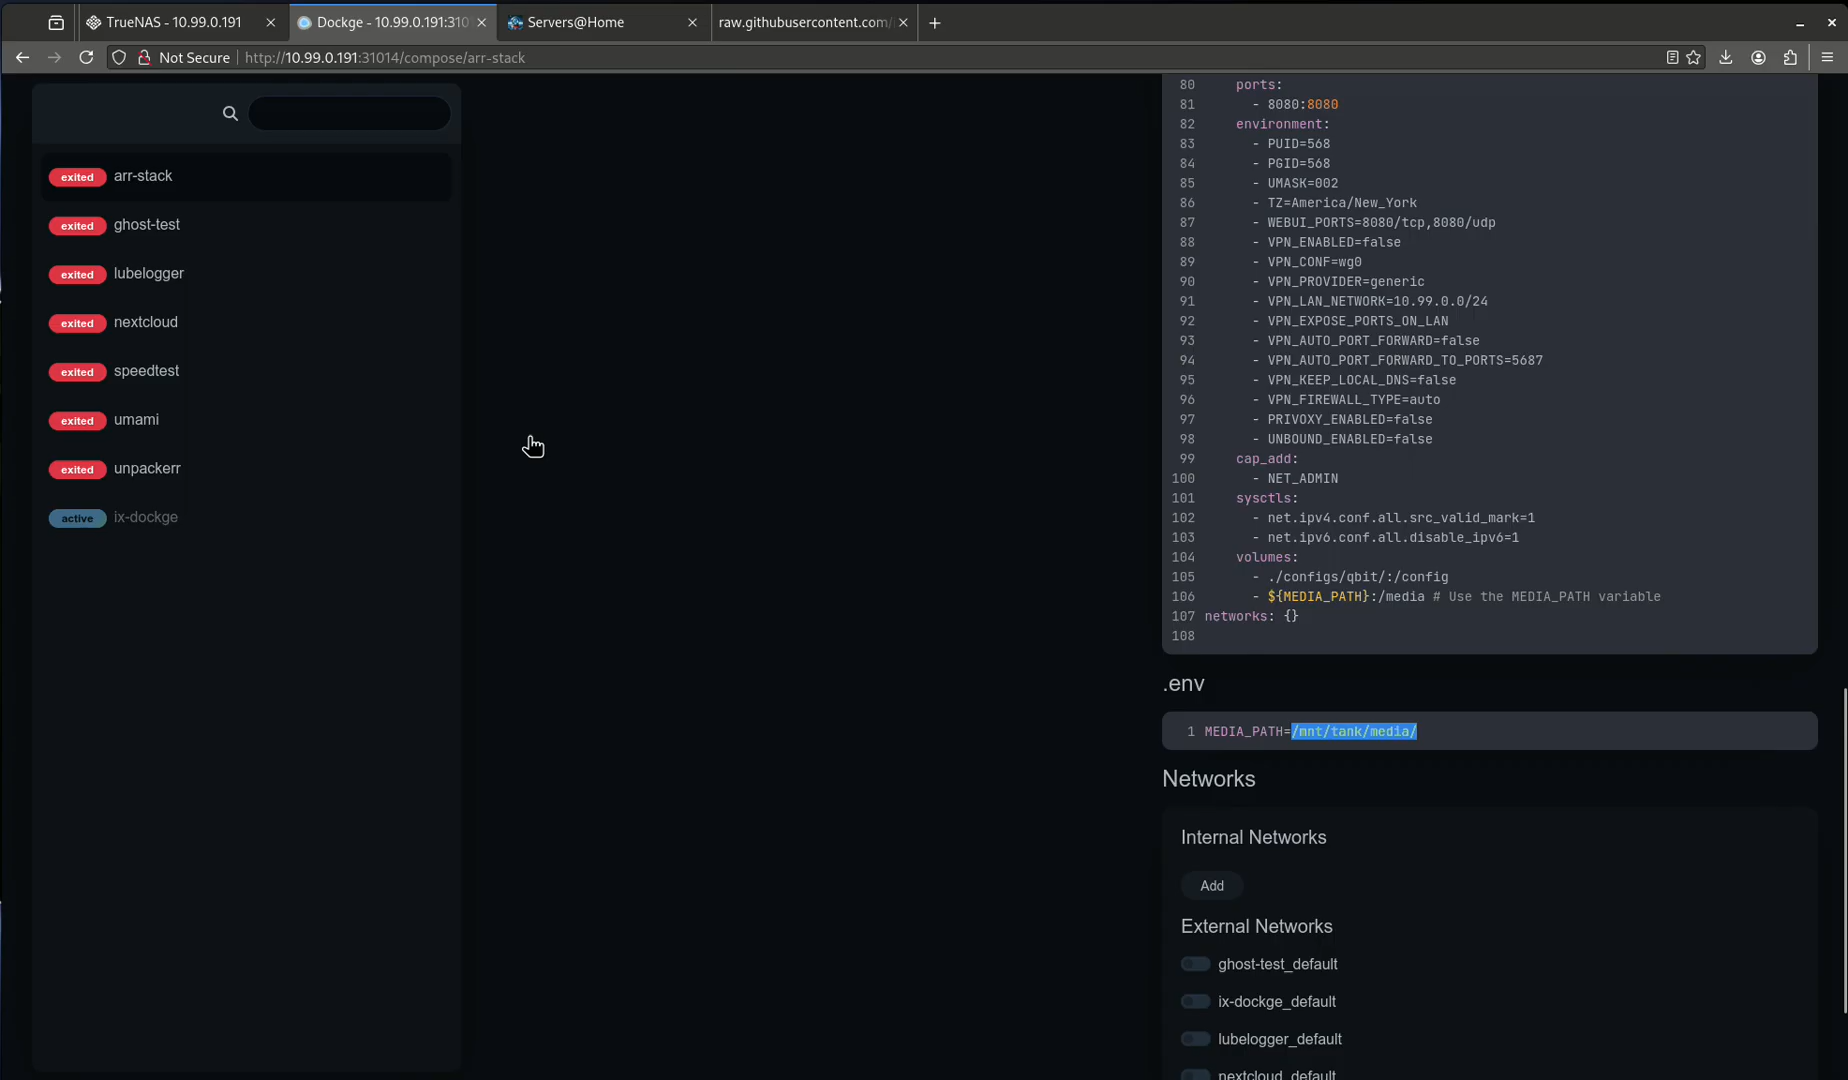 TrueNAS - 10.99.0.191
Dockge - 10.99.0.191:310
Servers@Home
raw.githubusercontent.com/
Not Secure
http://10.99.0.191:31014/compose/arr-stack
exited arr-stack
exited ghost-test
exited lubelogger
exited nextcloud
exited speedtest
exited umami
exited unpackerr
active ix-dockge
80 ports:
81 - 8080:8080
82 environment:
83 - PUID=568
84 - PGID=568
85 - UMASK=002
86 - TZ=America/New_York
87 - WEBUI_PORTS=8080/tcp,8080/udp
88 - VPN_ENABLED=false
89 - VPN_CONF=wg0
90 - VPN_PROVIDER=generic
91 - VPN_LAN_NETWORK=10.99.0.0/24
92 - VPN_EXPOSE_PORTS_ON_LAN
93 - VPN_AUTO_PORT_FORWARD=false
94 - VPN_AUTO_PORT_FORWARD_TO_PORTS=5687
95 - VPN_KEEP_LOCAL_DNS=false
96 - VPN_FIREWALL_TYPE=auto
97 - PRIVOXY_ENABLED=false
98 - UNBOUND_ENABLED=false
99 cap_add:
100 - NET_ADMIN
101 sysctls:
102 - net.ipv4.conf.all.src_valid_mark=1
103 - net.ipv6.conf.all.disable_ipv6=1
104 volumes:
105 - ./configs/qbit/:/config
106 - ${MEDIA_PATH}:/media # Use the MEDIA_PATH variable
107 networks: {}
108
.env
1 MEDIA_PATH=/mnt/tank/media/
Networks
Internal Networks
Add
External Networks
ghost-test_default
ix-dockge_default
lubelogger_default
nextcloud_default